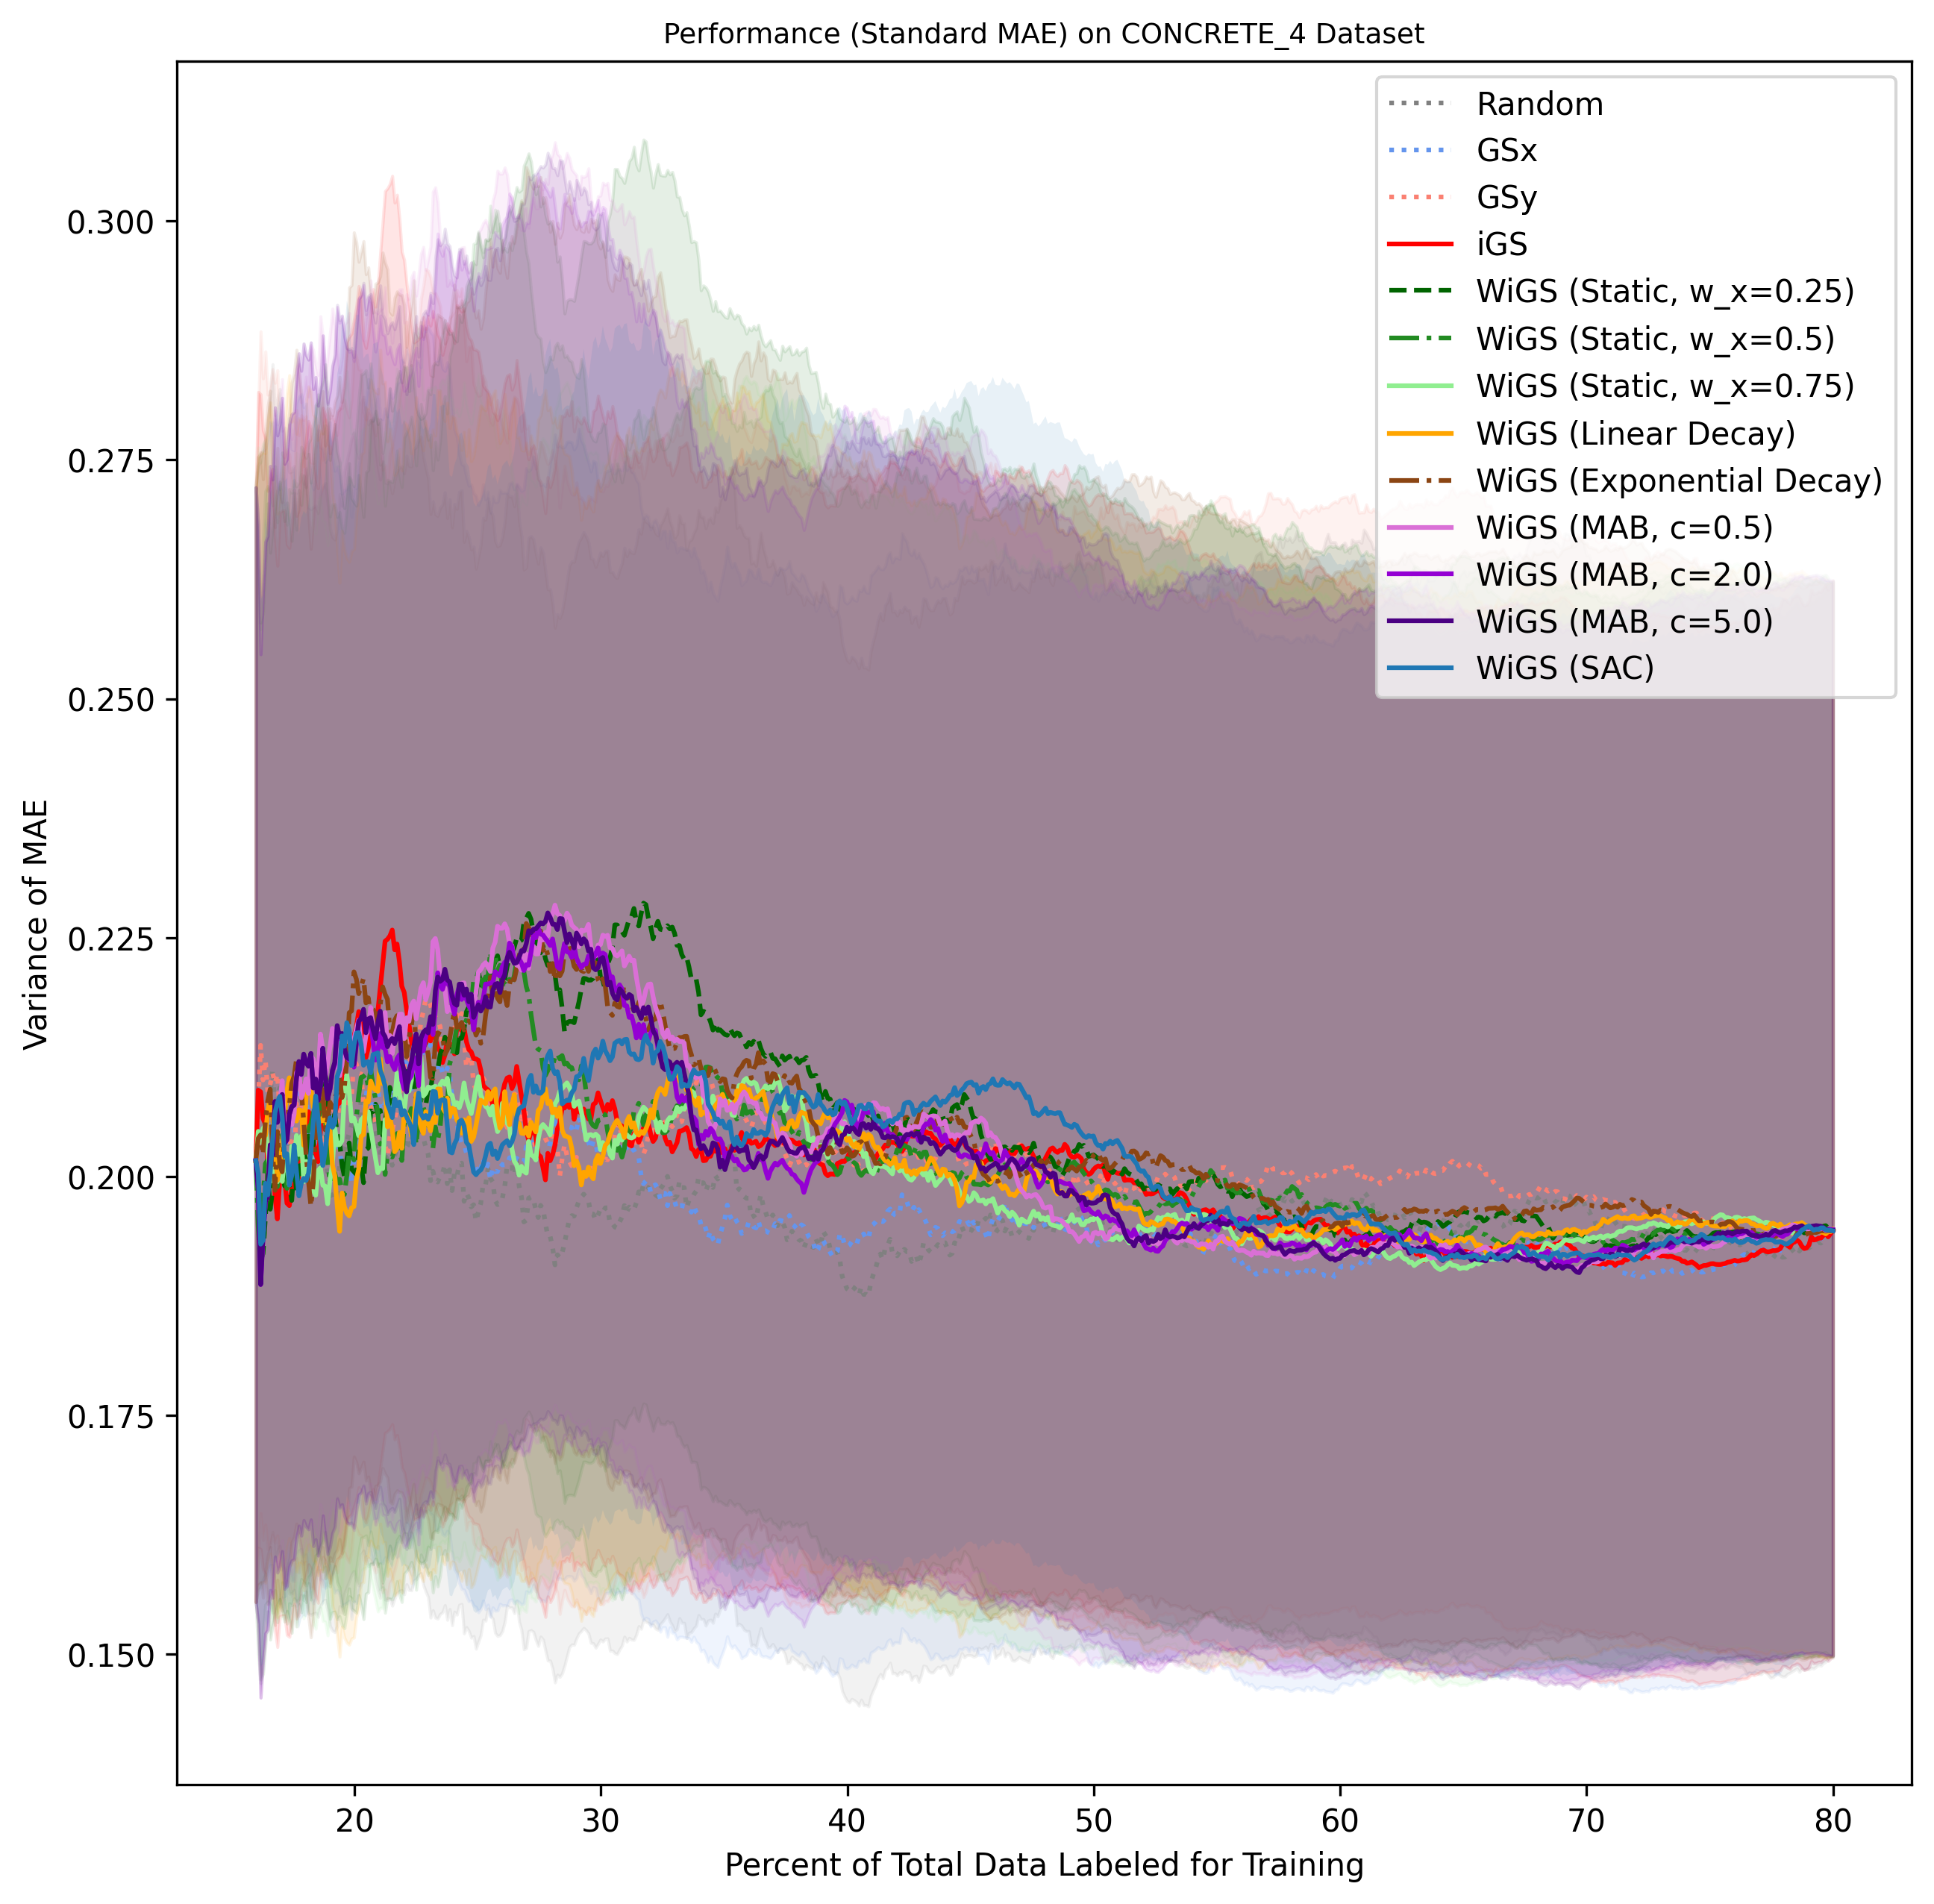 Performance (Standard MAE) on CONCRETE_4 Dataset
Random
GSx
GSy
iGS
WiGS (Static, w_x=0.25)
WiGS (Static, w_x=0.5)
WiGS (Static, w_x=0.75)
WiGS (Linear Decay)
WiGS (Exponential Decay)
WiGS (MAB, c=0.5)
WiGS (MAB, c=2.0)
WiGS (MAB, c=5.0)
WiGS (SAC)
Variance of MAE
0.300
0.275
0.250
0.225
0.200
0.175
0.150
20 30 40 50 60 70 80
Percent of Total Data Labeled for Training